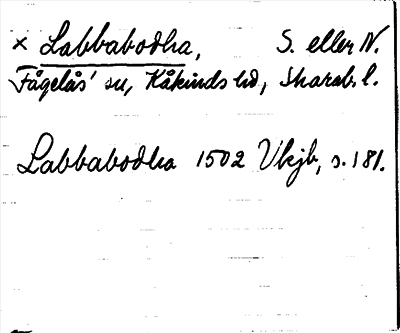 × Labbabodha, S. eller N.
Fågelås' sn, Kåkinds hd, Skarab. l.
Labbabodha 1502 Vkjb, s. 181.